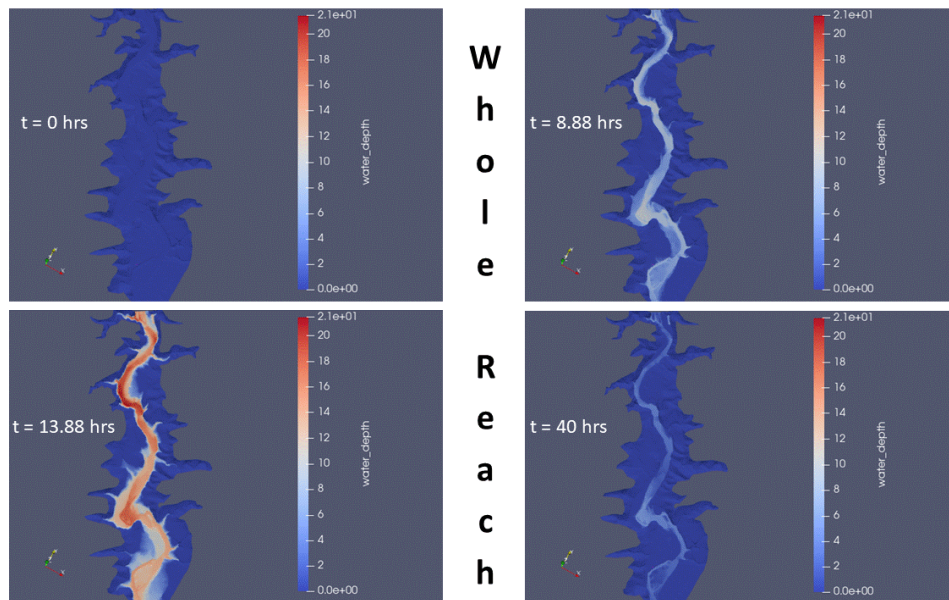 2.1e+01
20
18
16
14
12
10
8
6
4
2
0.0e+00
water_depth
t = 0 hrs
W
h
o
l
e
2.1e+01
20
18
16
14
12
10
8
6
4
2
0.0e+00
water_depth
t = 8.88 hrs
2.1e+01
20
18
16
14
12
10
8
6
4
2
0.0e+00
water_depth
t = 13.88 hrs
R
e
a
c
h
2.1e+01
20
18
16
14
12
10
8
6
4
2
0.0e+00
water_depth
t = 40 hrs